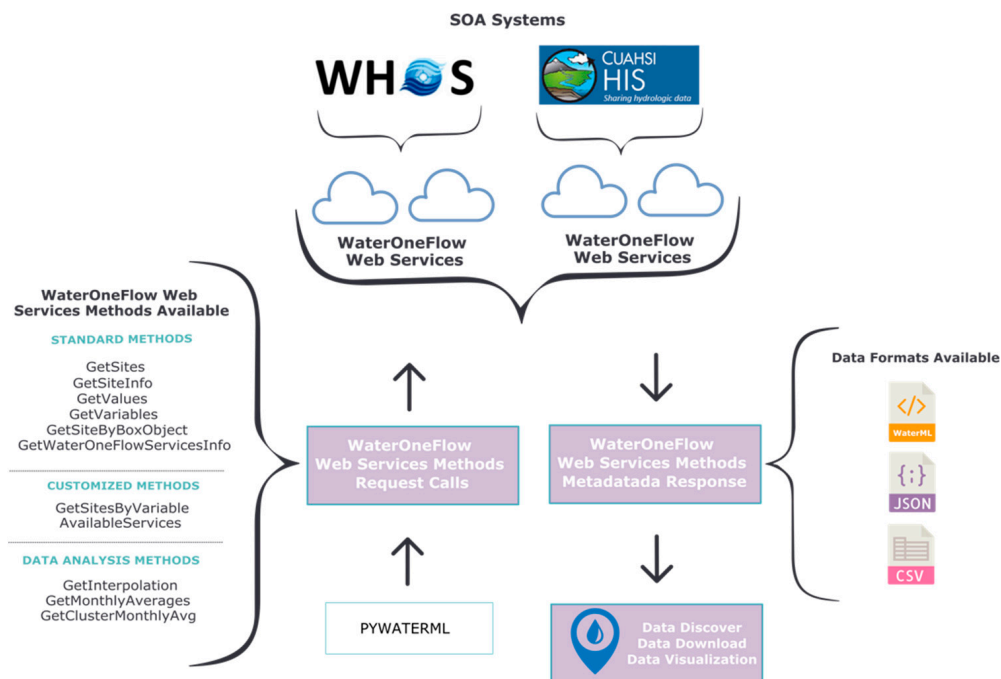 SOA Systems
WHOS
CUAHSI
HIS
Sharing hydrologic data
WaterOneFlow
Web Services
WaterOneFlow
Web Services
WaterOneFlow Web
Services Methods Available
STANDARD METHODS
GetSites
GetSiteInfo
GetValues
GetVariables
GetSiteByBoxObject
GetWaterOneFlowServicesInfo
CUSTOMIZED METHODS
GetSitesByVariable
AvailableServices
DATA ANALYSIS METHODS
GetInterpolation
GetMonthlyAverages
GetClusterMonthlyAvg
WaterOneFlow
Web Services Methods
Request Calls
PYWATERML
WaterOneFlow
Web Services Methods
Metadatada Response
Data Discover
Data Download
Data Visualization
Data Formats Available
</>
WaterML
{;}
JSON
CSV